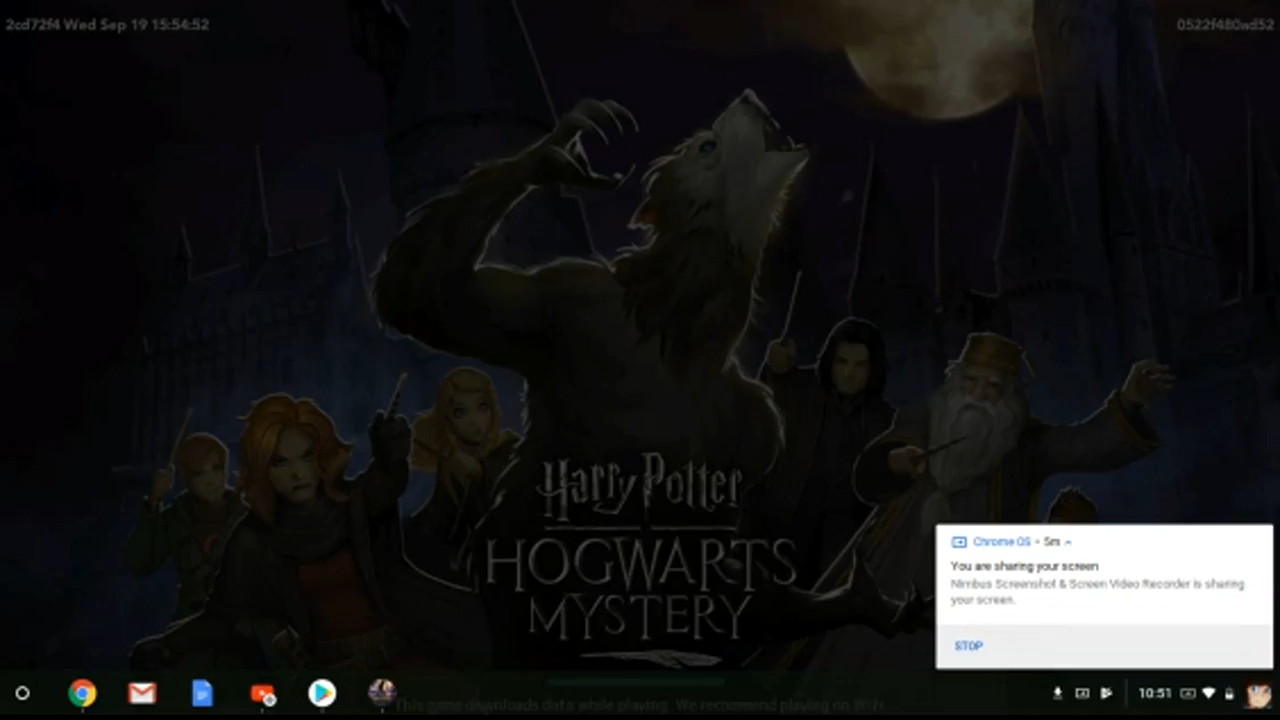 2cd72f4 Wed Sep 19 15:54:52
0522f480ad52
Harry Potter
HOGWARTS
MYSTERY
Chrome OS • 5m
You are sharing your screen
Nimbus Screenshot & Screen Video Recorder is sharing
your screen.
STOP
10:51
This game downloads data while playing. We recommend playing on WiFi.